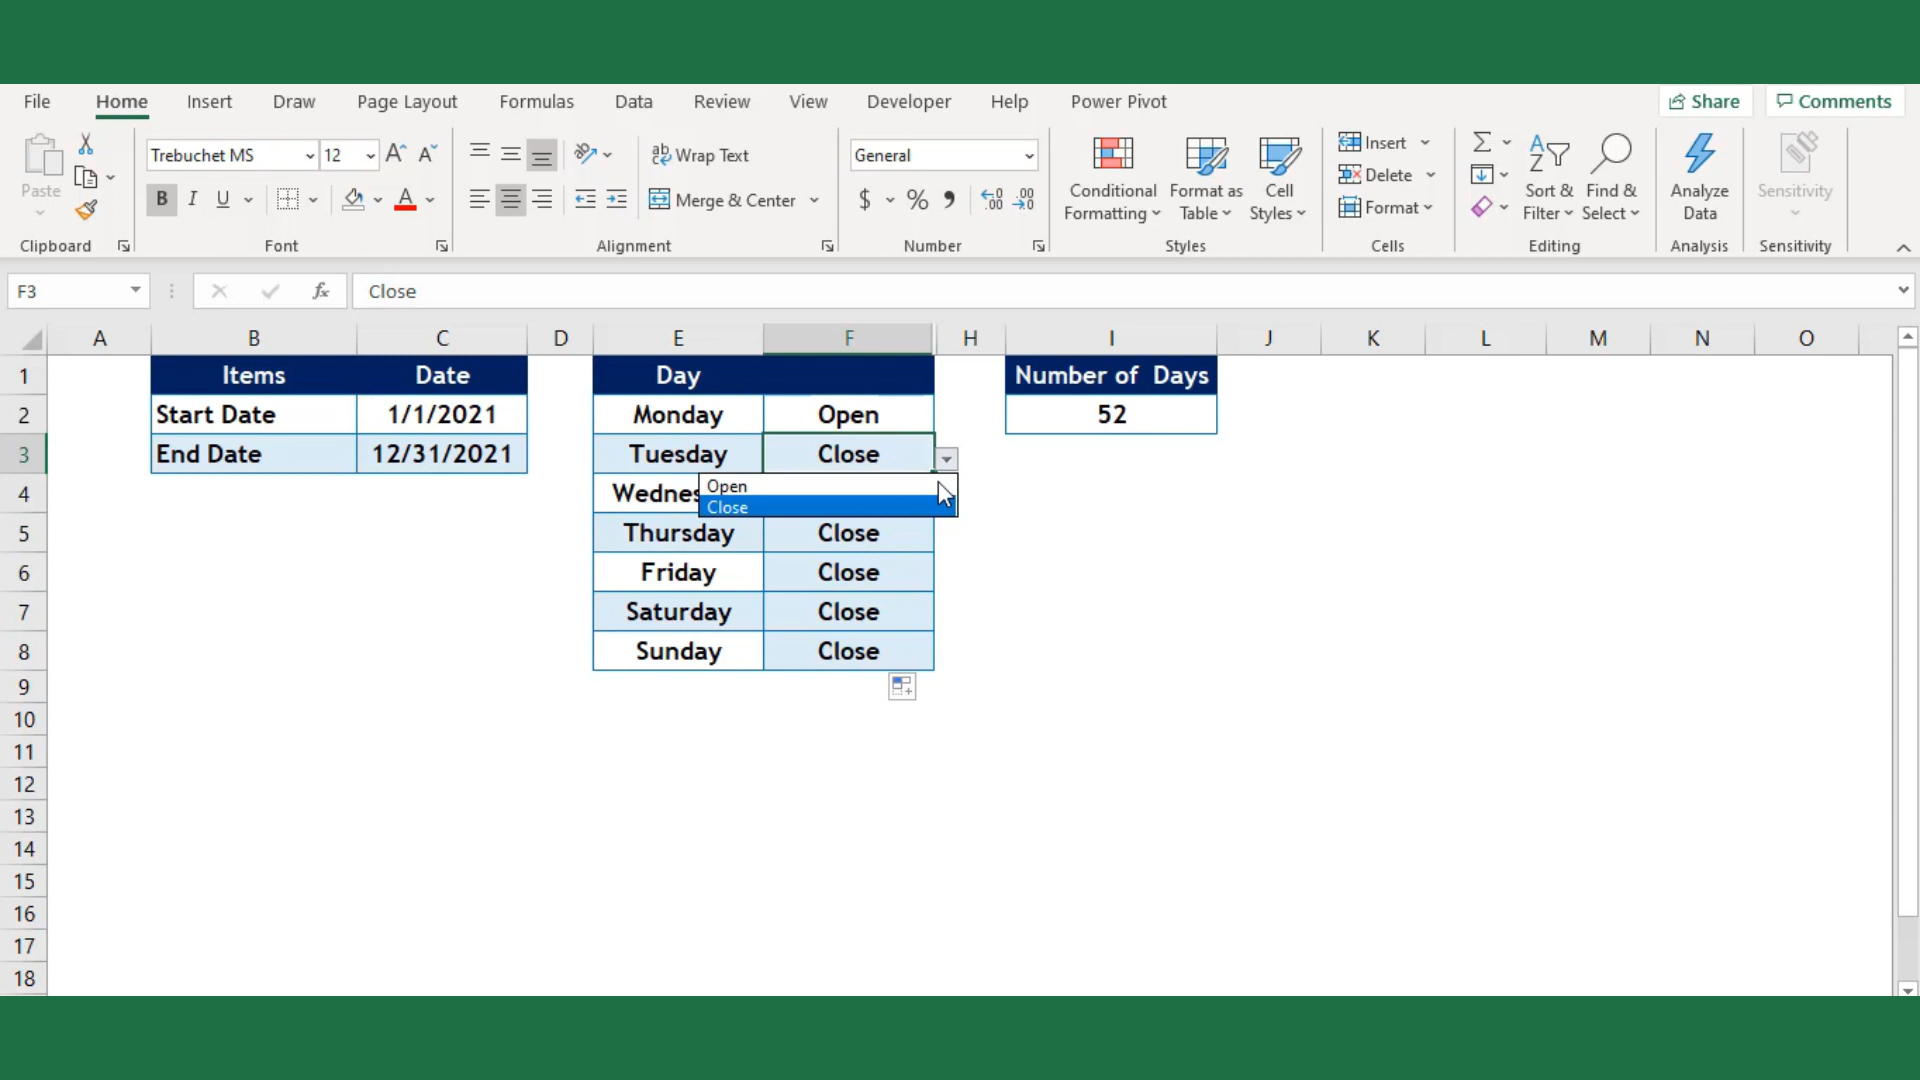 File Home Insert Draw Page Layout Formulas Data Review View Developer Help Power Pivot Share Comments
Trebuchet MS 12 A A ab Wrap Text General Insert
Paste Conditional Format as Cell Delete Sort & Find & Analyze Sensitivity
B I U A Merge & Center $ % Formatting Table Styles Format Filter Select Data
Clipboard Font Alignment Number Styles Cells Editing Analysis Sensitivity
F3 fx Close
A B C D E F H I J K L M N O
1 Items Date Day Number of Days
2 Start Date 1/1/2021 Monday Open 52
3 End Date 12/31/2021 Tuesday Close
4 Wednes Open
Close
5 Thursday Close
6 Friday Close
7 Saturday Close
8 Sunday Close
9
10
11
12
13
14
15
16
17
18